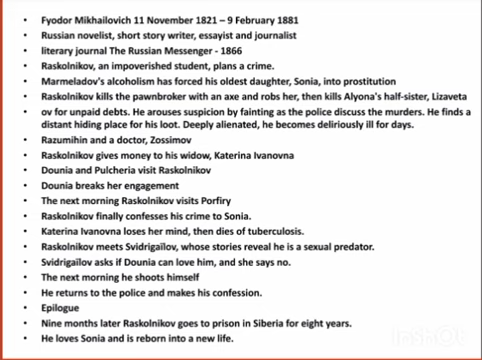 • Fyodor Mikhailovich 11 November 1821 – 9 February 1881
• Russian novelist, short story writer, essayist and journalist
• literary journal The Russian Messenger - 1866
• Raskolnikov, an impoverished student, plans a crime.
• Marmeladov's alcoholism has forced his oldest daughter, Sonia, into prostitution
• Raskolnikov kills the pawnbroker with an axe and robs her, then kills Alyona's half-sister, Lizaveta
• ov for unpaid debts. He arouses suspicion by fainting as the police discuss the murders. He finds a
distant hiding place for his loot. Deeply alienated, he becomes deliriously ill for days.
• Razumihin and a doctor, Zossimov
• Raskolnikov gives money to his widow, Katerina Ivanovna
• Dounia and Pulcheria visit Raskolnikov
• Dounia breaks her engagement
• The next morning Raskolnikov visits Porfiry
• Raskolnikov finally confesses his crime to Sonia.
• Katerina Ivanovna loses her mind, then dies of tuberculosis.
• Raskolnikov meets Svidrigaïlov, whose stories reveal he is a sexual predator.
• Svidrigaïlov asks if Dounia can love him, and she says no.
• The next morning he shoots himself
• He returns to the police and makes his confession.
• Epilogue
• Nine months later Raskolnikov goes to prison in Siberia for eight years.
• He loves Sonia and is reborn into a new life.
InShOt